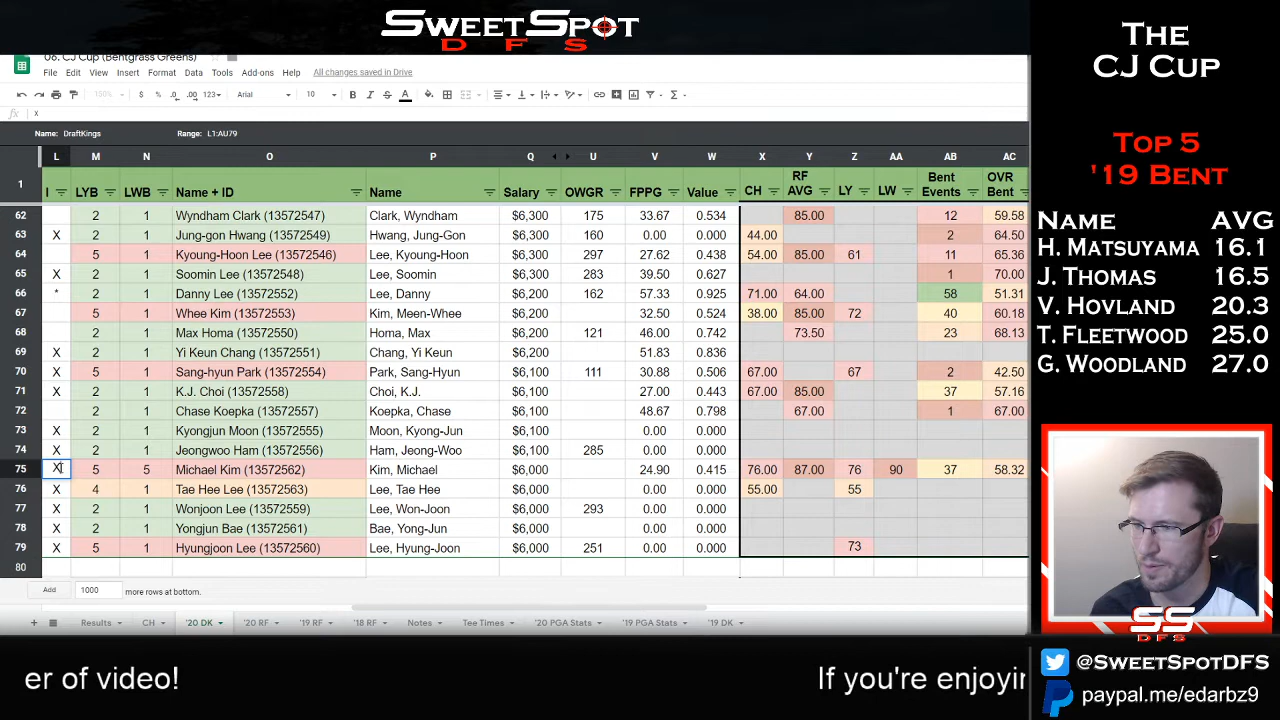 SweetSpot
DFS
06. CJ Cup (Bentgrass Greens)
File Edit View Insert Format Data Tools Add-ons Help All changes saved in Drive
150% $ % .0 .00 123 Arial 10 B I S A
fx X
Name: DraftKings Range: L1:AU79
L M N O P Q U V W X Y Z AA AB AC
1 I LYB LWB Name + ID Name Salary OWGR FPPG Value CH RF AVG LY LW Bent Events OVR Bent
62 2 1 Wyndham Clark (13572547) Clark, Wyndham $6,300 175 33.67 0.534 85.00 12 59.58
63 X 2 1 Jung-gon Hwang (13572549) Hwang, Jung-Gon $6,300 160 0.00 0.000 44.00 2 64.50
64 5 1 Kyoung-Hoon Lee (13572546) Lee, Kyoung-Hoon $6,300 297 27.62 0.438 54.00 85.00 61 11 65.36
65 X 2 1 Soomin Lee (13572548) Lee, Soomin $6,300 283 39.50 0.627 1 70.00
66 * 2 1 Danny Lee (13572552) Lee, Danny $6,200 162 57.33 0.925 71.00 64.00 58 51.31
67 5 1 Whee Kim (13572553) Kim, Meen-Whee $6,200 32.50 0.524 38.00 85.00 72 40 60.18
68 2 1 Max Homa (13572550) Homa, Max $6,200 121 46.00 0.742 73.50 23 68.13
69 X 2 1 Yi Keun Chang (13572551) Chang, Yi Keun $6,200 51.83 0.836
70 X 5 1 Sang-hyun Park (13572554) Park, Sang-Hyun $6,100 111 30.88 0.506 67.00 67 2 42.50
71 X 2 1 K.J. Choi (13572558) Choi, K.J. $6,100 27.00 0.443 67.00 85.00 37 57.16
72 2 1 Chase Koepka (13572557) Koepka, Chase $6,100 48.67 0.798 67.00 1 67.00
73 X 2 1 Kyongjun Moon (13572555) Moon, Kyong-Jun $6,100 0.00 0.000
74 X 2 1 Jeongwoo Ham (13572556) Ham, Jeong-Woo $6,100 285 0.00 0.000
75 X 5 5 Michael Kim (13572562) Kim, Michael $6,000 24.90 0.415 76.00 87.00 76 90 37 58.32
76 X 4 1 Tae Hee Lee (13572563) Lee, Tae Hee $6,000 0.00 0.000 55.00 55
77 X 2 1 Wonjoon Lee (13572559) Lee, Won-Joon $6,000 293 0.00 0.000
78 X 2 1 Yongjun Bae (13572561) Bae, Yong-Jun $6,000 0.00 0.000
79 X 5 1 Hyungjoon Lee (13572560) Lee, Hyung-Joon $6,000 251 0.00 0.000 73
80
Add 1000 more rows at bottom.
Results CH '20 DK '20 RF '19 RF '18 RF Notes Tee Times '20 PGA Stats '19 PGA Stats '19 DK
The
CJ Cup
Top 5
'19 Bent
Name AVG
H. Matsuyama 16.1
J. Thomas 16.5
V. Hovland 20.3
T. Fleetwood 25.0
G. Woodland 27.0
SS
DFS
@SweetSpotDFS
paypal.me/edarbz9
er of video! If you're enjoyin